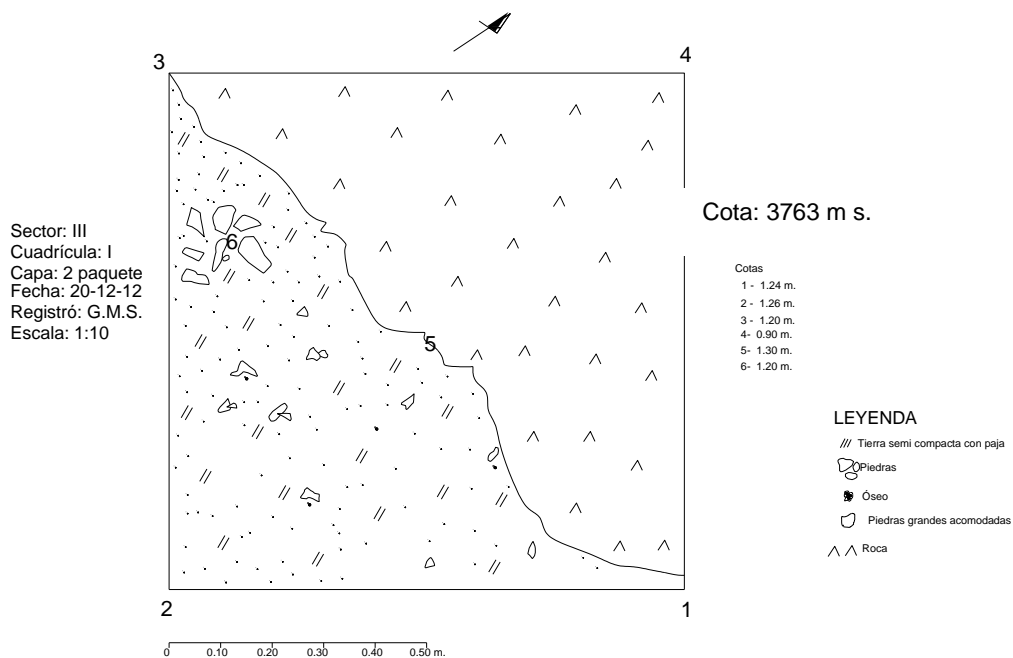 3
4
Cota: 3763 m s.
Sector: III
Cuadrícula: I
Capa: 2 paquete
Fecha: 20-12-12
Registró: G.M.S.
Escala: 1:10
6
5
Cotas
1 - 1.24 m.
2 - 1.26 m.
3 - 1.20 m.
4- 0.90 m.
5- 1.30 m.
6- 1.20 m.
LEYENDA
Tierra semi compacta con paja
Piedras
Óseo
Piedras grandes acomodadas
Roca
2
1
0 0.10 0.20 0.30 0.40 0.50 m.